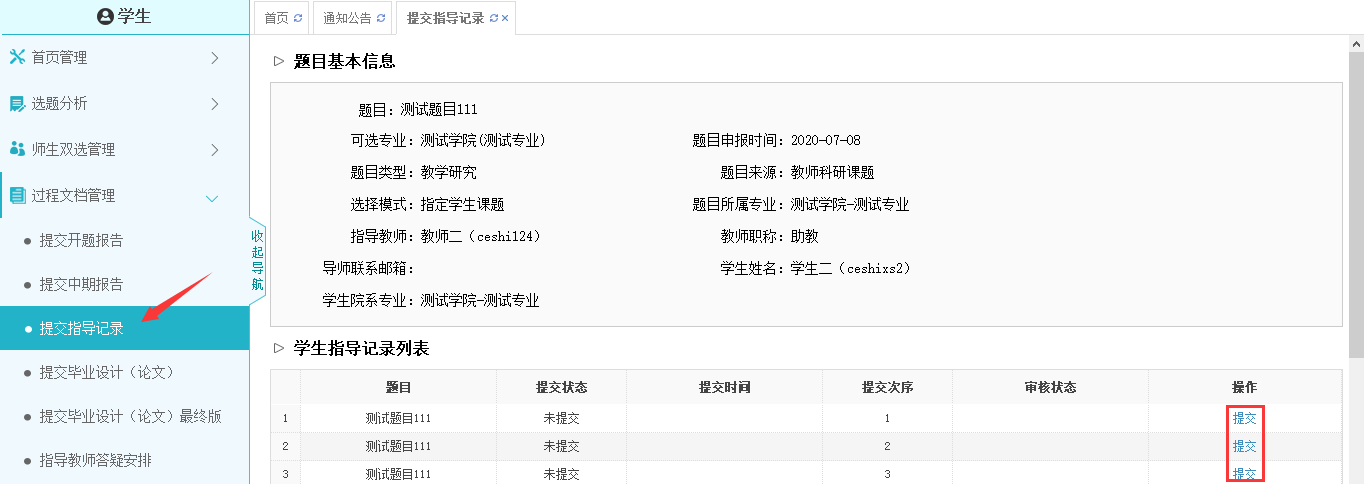 学生
首页管理
选题分析
师生双选管理
过程文档管理
提交开题报告
提交中期报告
提交指导记录
提交毕业设计（论文）
提交毕业设计（论文）最终版
指导教师答疑安排
收起导航
首页 通知公告 提交指导记录
题目基本信息
题目：测试题目111
可选专业：测试学院(测试专业) 题目申报时间：2020-07-08
题目类型：教学研究 题目来源：教师科研课题
选择模式：指定学生课题 题目所属专业：测试学院-测试专业
指导教师：教师二（ceshi124） 教师职称：助教
导师联系邮箱： 学生姓名：学生二（ceshixs2）
学生院系专业：测试学院-测试专业
学生指导记录列表
题目 提交状态 提交时间 提交次序 审核状态 操作
1 测试题目111 未提交 1 提交
2 测试题目111 未提交 2 提交
3 测试题目111 未提交 3 提交